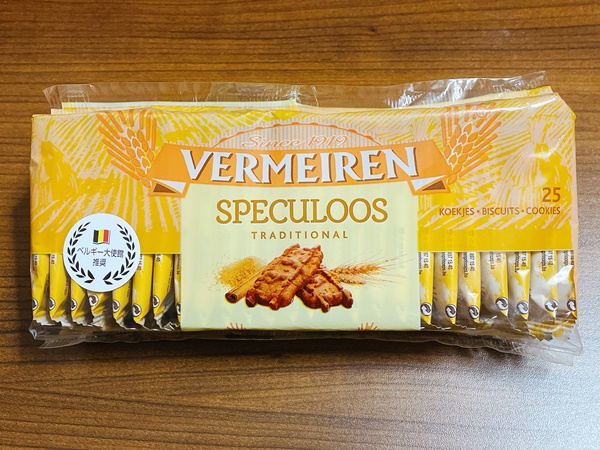 Since 1919
VERMEIREN
SPECULOOS
TRADITIONAL
25
KOEKJES • BISCUITS • COOKIES
ベルギー大使館
推奨